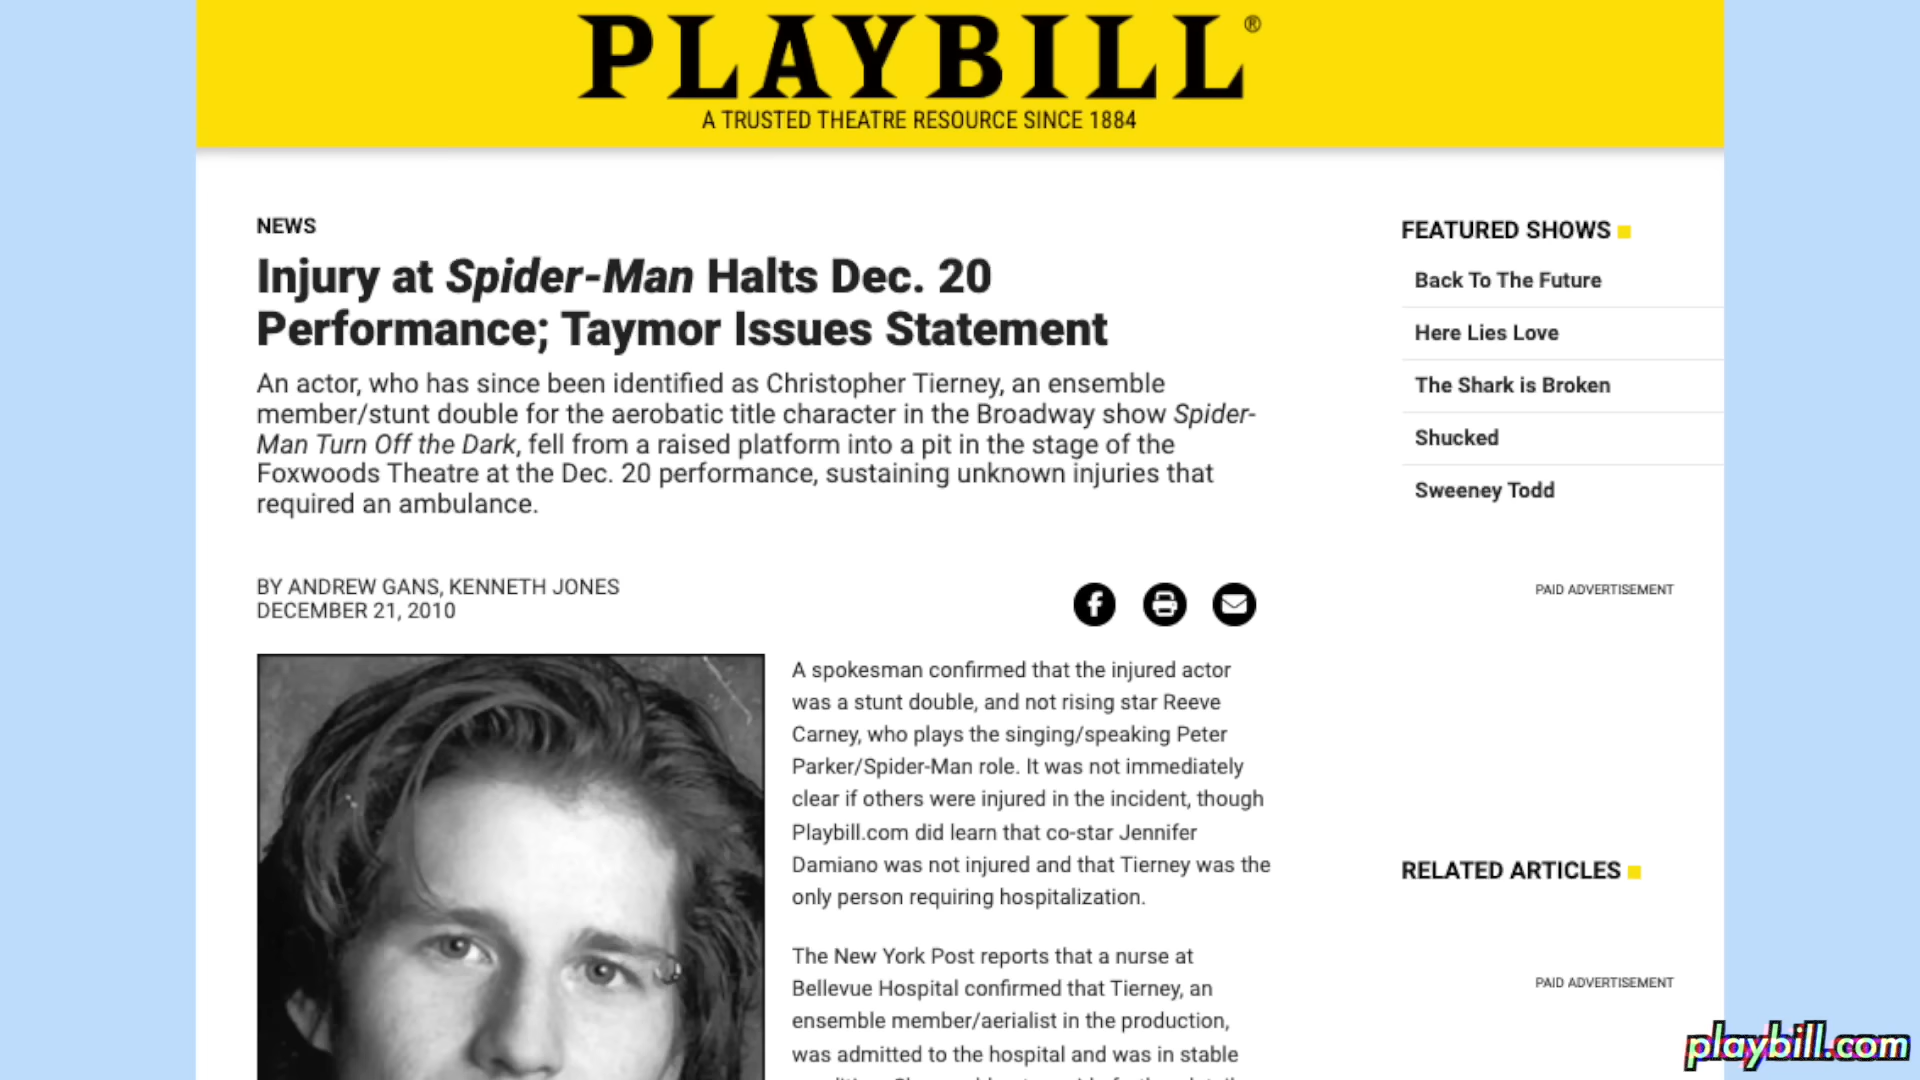 PLAYBILL®
A TRUSTED THEATRE RESOURCE SINCE 1884
NEWS
Injury at Spider-Man Halts Dec. 20
Performance; Taymor Issues Statement
An actor, who has since been identified as Christopher Tierney, an ensemble
member/stunt double for the aerobatic title character in the Broadway show Spider-
Man Turn Off the Dark, fell from a raised platform into a pit in the stage of the
Foxwoods Theatre at the Dec. 20 performance, sustaining unknown injuries that
required an ambulance.
BY ANDREW GANS, KENNETH JONES
DECEMBER 21, 2010
A spokesman confirmed that the injured actor
was a stunt double, and not rising star Reeve
Carney, who plays the singing/speaking Peter
Parker/Spider-Man role. It was not immediately
clear if others were injured in the incident, though
Playbill.com did learn that co-star Jennifer
Damiano was not injured and that Tierney was the
only person requiring hospitalization.
The New York Post reports that a nurse at
Bellevue Hospital confirmed that Tierney, an
ensemble member/aerialist in the production,
was admitted to the hospital and was in stable
FEATURED SHOWS
Back To The Future
Here Lies Love
The Shark is Broken
Shucked
Sweeney Todd
PAID ADVERTISEMENT
RELATED ARTICLES
PAID ADVERTISEMENT
playbill.com